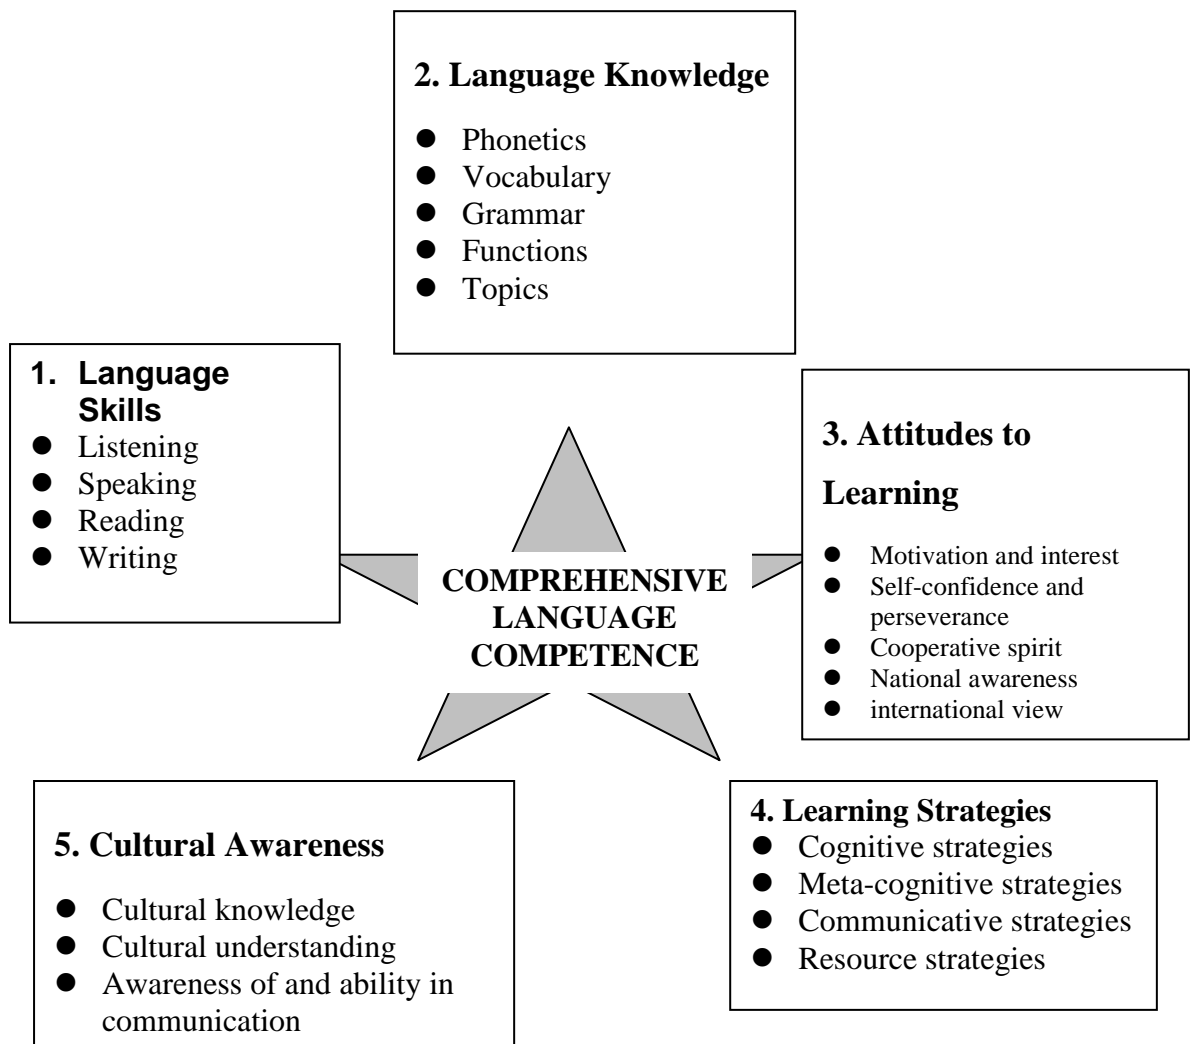 2. Language Knowledge
● Phonetics
● Vocabulary
● Grammar
● Functions
● Topics
1. Language
Skills
● Listening
● Speaking
● Reading
● Writing
3. Attitudes to
Learning
● Motivation and interest
● Self-confidence and
perseverance
● Cooperative spirit
● National awareness
● international view
COMPREHENSIVE
LANGUAGE
COMPETENCE
5. Cultural Awareness
● Cultural knowledge
● Cultural understanding
● Awareness of and ability in
communication
4. Learning Strategies
● Cognitive strategies
● Meta-cognitive strategies
● Communicative strategies
● Resource strategies